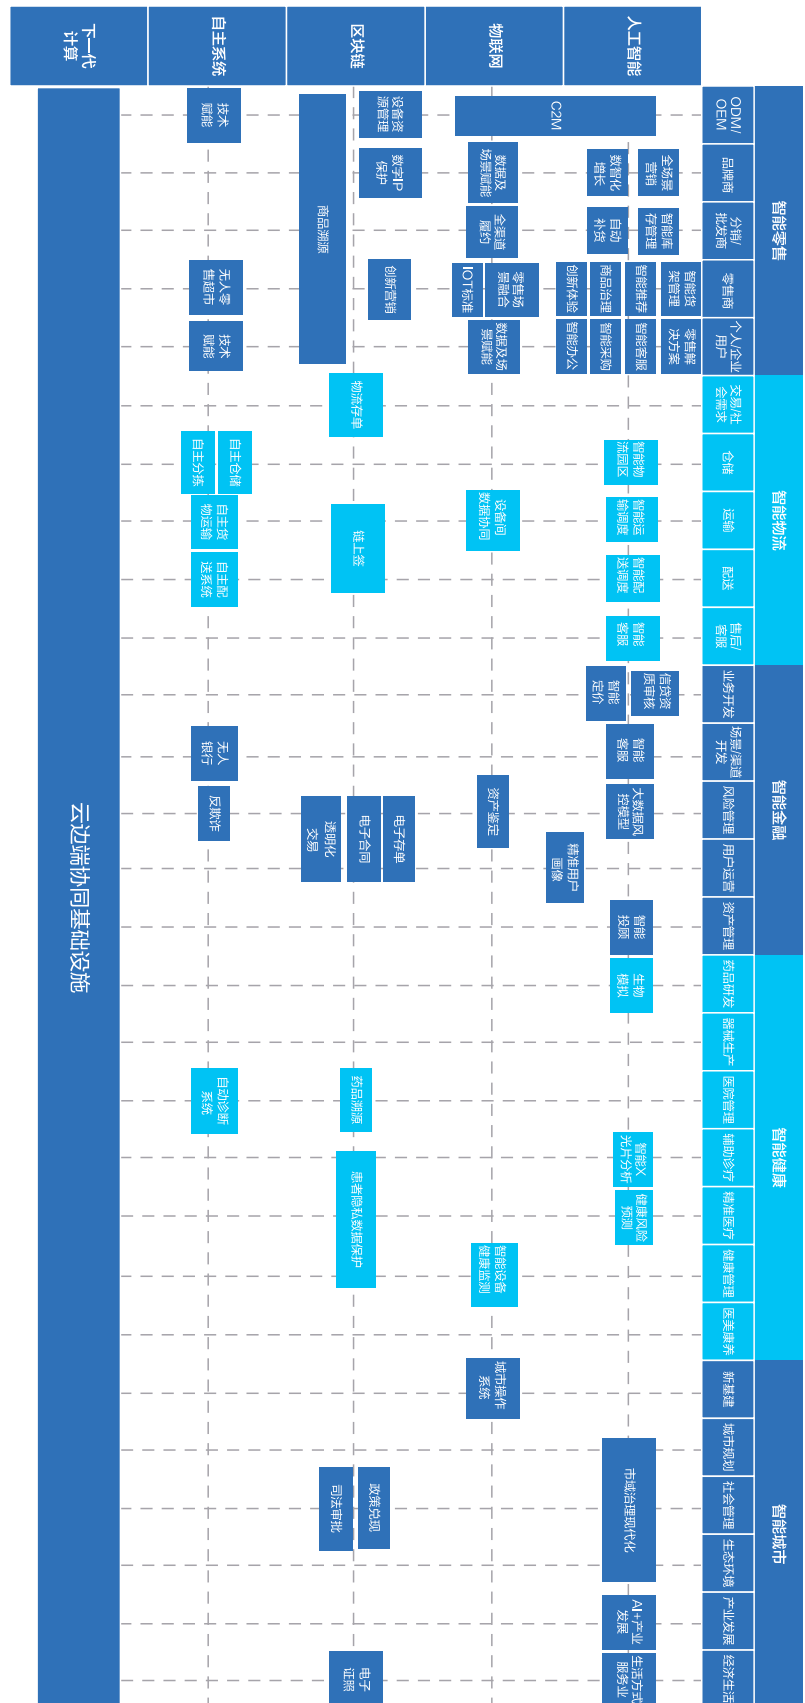 智能零售
智能物流
智能金融
智能健康
智能城市
ODM/
OEM
品牌商
分销/
批发商
零售商
个人/企业
用户
交易/社
会需求
仓储
运输
配送
售后/
客服
业务开发
场景/渠道
开发
风险管理
用户运营
资产管理
药品研发
器械生产
医院管理
辅助诊疗
精准医疗
健康管理
医美康养
新基建
城市规划
社会管理
生态环境
产业发展
经济生活
人工智能
C2M
全场景
营销
数智化
增长
智能库
存管理
自动
补货
智能货
架管理
智能推荐
商品治理
创新体验
零售解
决方案
智能客服
智能采购
智能办公
智能物
流园区
智能运
输调度
智能配
送调度
智能
客服
信贷资
质审核
智能
定价
智能
客服
大数据风
控模型
精准用户
画像
智能
投顾
生物
模拟
智能X
光片分析
健康风险
预测
市域治理现代化
AI+产业
发展
生活方式
服务业
物联网
数据及
场景赋能
全渠道
履约
零售场
景融合
IOT标准
数据及场
景赋能
设备间
数据协同
资产鉴定
智能设备
健康监测
城市操作
系统
区块链
设备资
源管理
数字IP
保护
商品溯源
创新营销
物流存单
链上签
电子存单
电子合同
透明化
交易
药品溯源
患者隐私数据保护
政策兑现
司法审批
电子
证照
自主系统
技术
赋能
无人零
售超市
技术
赋能
自主仓储
自主分拣
自主货
物运输
自主配
送系统
无人
银行
反欺诈
自动诊断
系统
下一代
计算
云边端协同基础设施